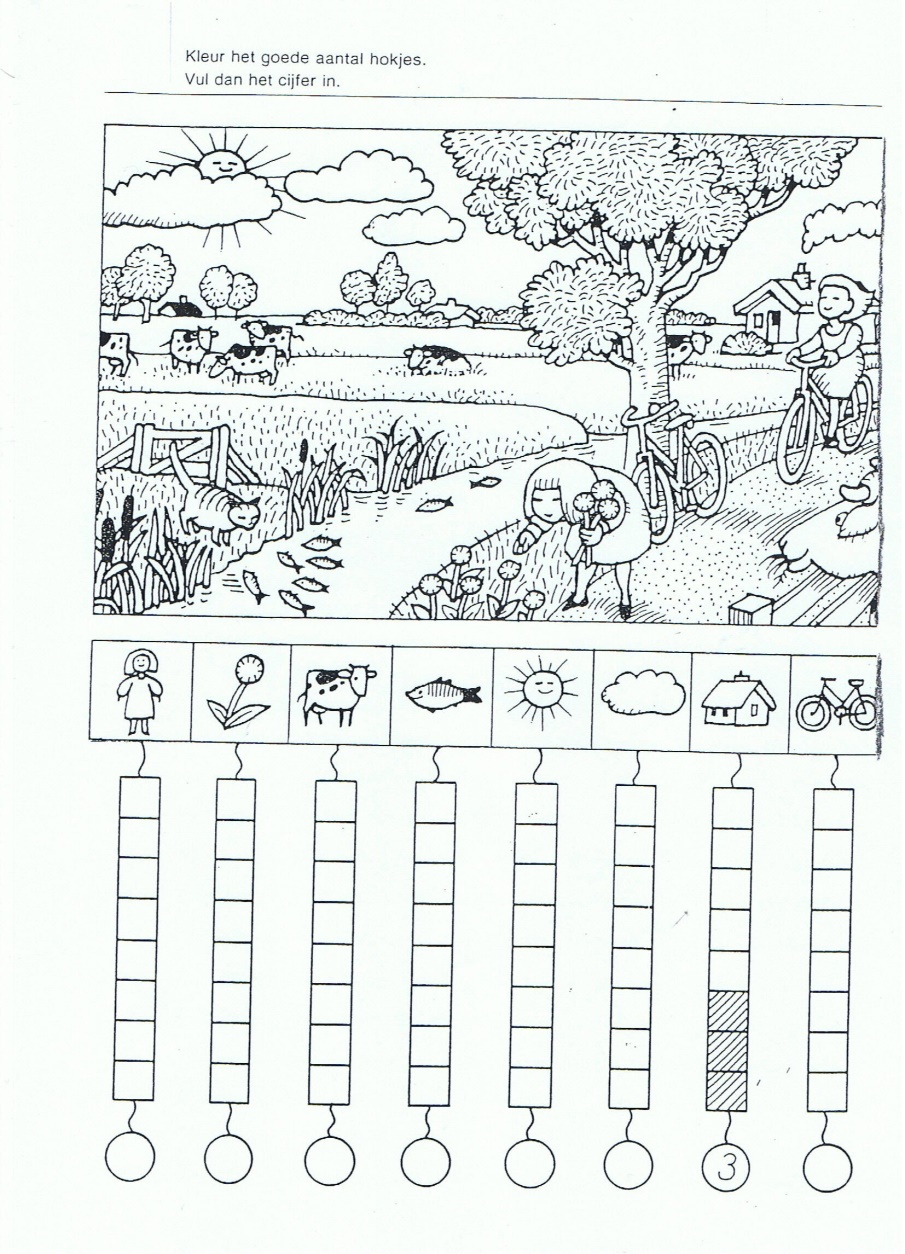 Kleur het goede aantal hokjes.
Vul dan het cijfer in.
3